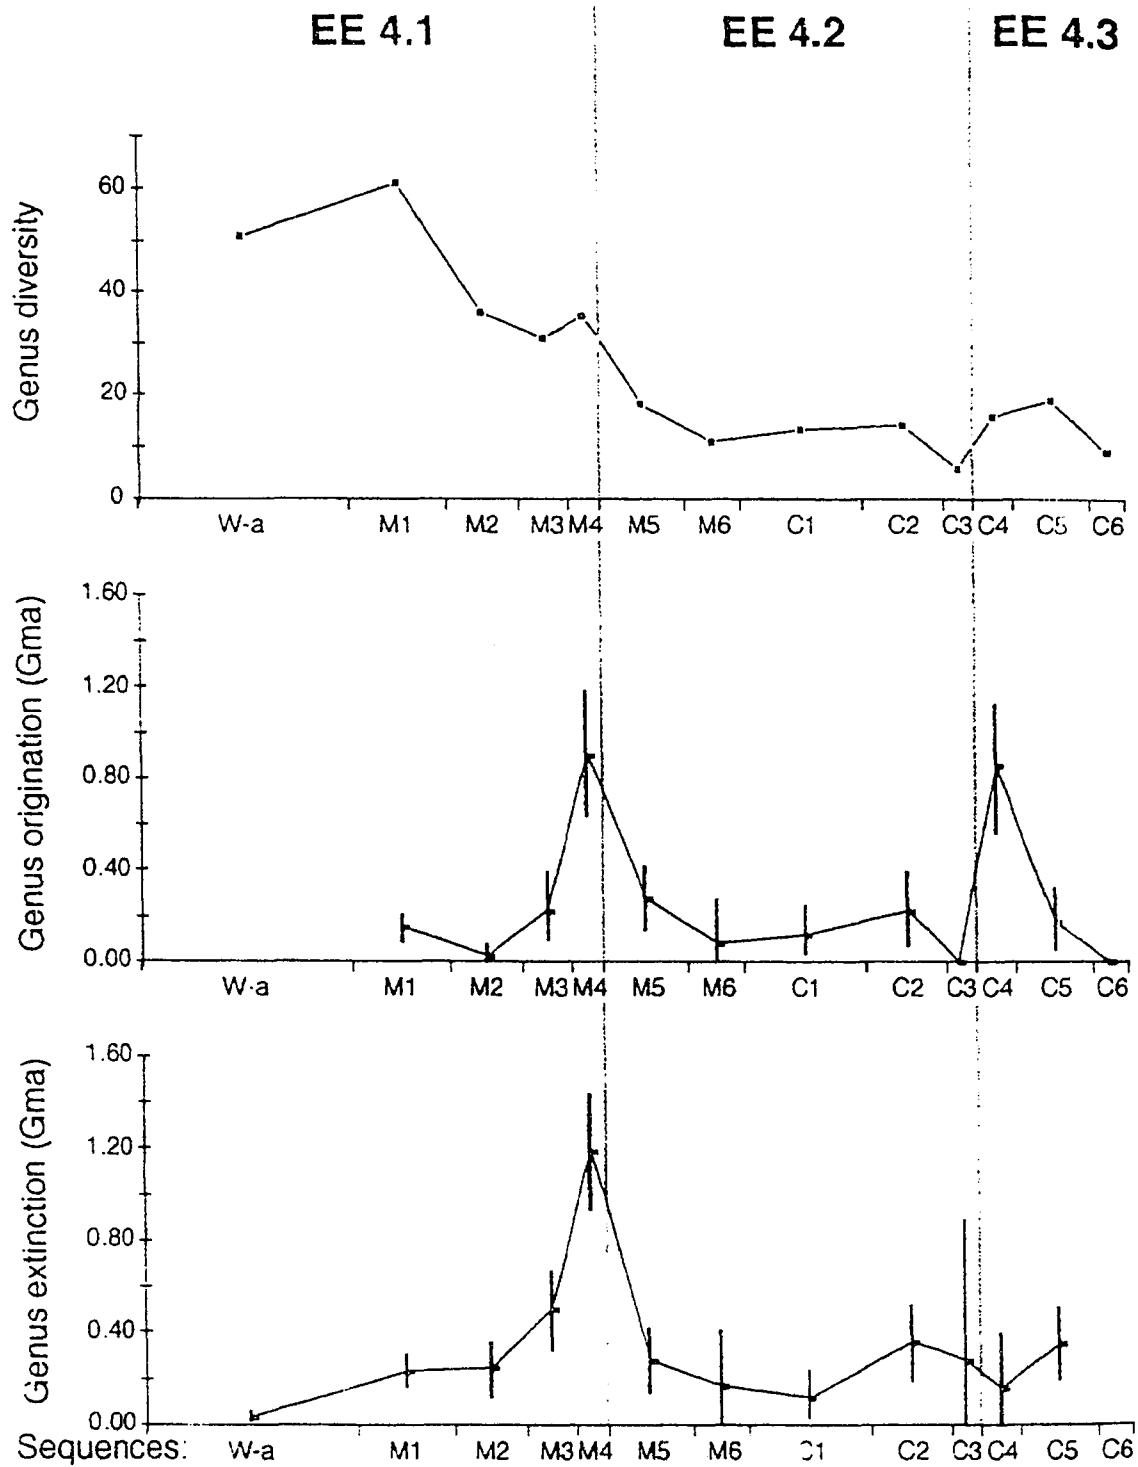 EE 4.1 EE 4.2 EE 4.3
Genus diversity
60
40
20
0
W-a M1 M2 M3 M4 M5 M6 C1 C2 C3 C4 C5 C6
Genus origination (Gma)
1.60
1.20
0.80
0.40
0.00
W-a M1 M2 M3 M4 M5 M6 C1 C2 C3 C4 C5 C6
Genus extinction (Gma)
1.60
1.20
0.80
0.40
0.00
Sequences: W-a M1 M2 M3 M4 M5 M6 C1 C2 C3 C4 C5 C6